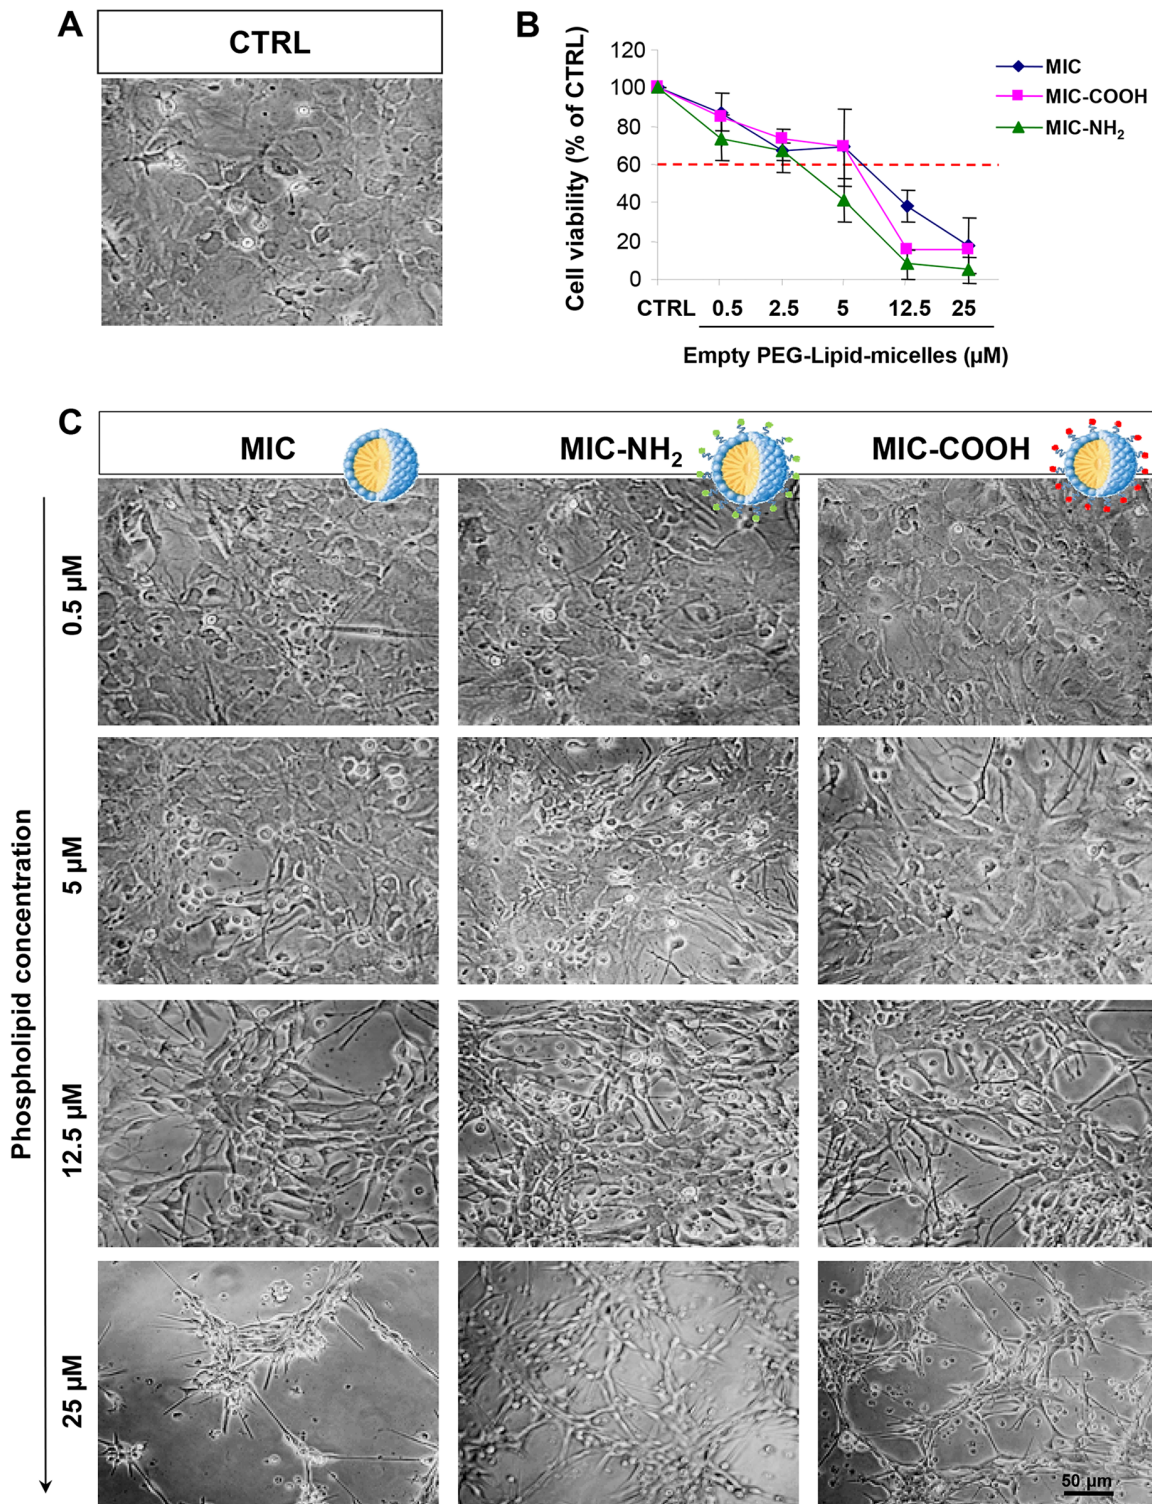 A
CTRL
B
Cell viability (% of CTRL)
120
100
80
60
40
20
0
CTRL 0.5 2.5 5 12.5 25
Empty PEG-Lipid-micelles (µM)
MIC
MIC-COOH
MIC-NH₂
C
MIC MIC-NH₂ MIC-COOH
Phospholipid concentration
0.5 µM
5 µM
12.5 µM
25 µM
50 µm